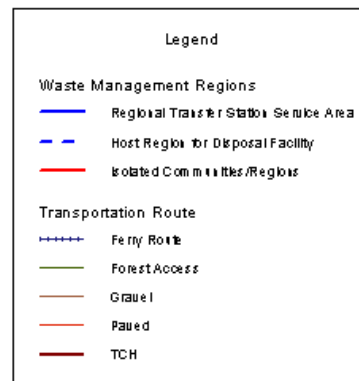 Legend
Waste Management Regions
Regional Transfer Station Service Area
Host Region for Disposal Facility
Isolated Communities/Regions
Transportation Route
Ferry Route
Forest Access
Gravel
Paved
TCH